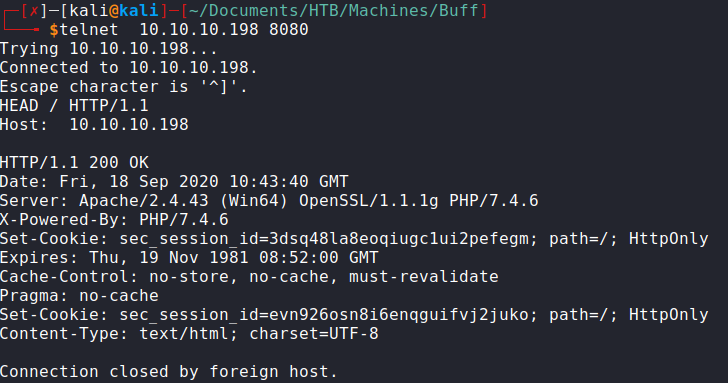 ┌─[✗]─[kali@kali]─[~/Documents/HTB/Machines/Buff]
└──╼ $telnet  10.10.10.198 8080
Trying 10.10.10.198...
Connected to 10.10.10.198.
Escape character is '^]'.
HEAD / HTTP/1.1
Host:  10.10.10.198

HTTP/1.1 200 OK
Date: Fri, 18 Sep 2020 10:43:40 GMT
Server: Apache/2.4.43 (Win64) OpenSSL/1.1.1g PHP/7.4.6
X-Powered-By: PHP/7.4.6
Set-Cookie: sec_session_id=3dsq48la8eoqiugc1ui2pefegm; path=/; HttpOnly
Expires: Thu, 19 Nov 1981 08:52:00 GMT
Cache-Control: no-store, no-cache, must-revalidate
Pragma: no-cache
Set-Cookie: sec_session_id=evn926osn8i6enqguifvj2juko; path=/; HttpOnly
Content-Type: text/html; charset=UTF-8

Connection closed by foreign host.